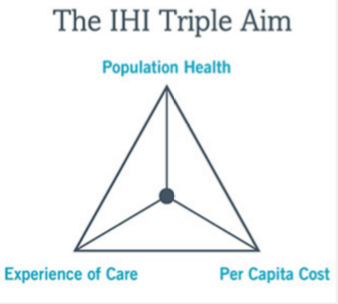 The IHI Triple Aim
Population Health
Experience of Care
Per Capita Cost